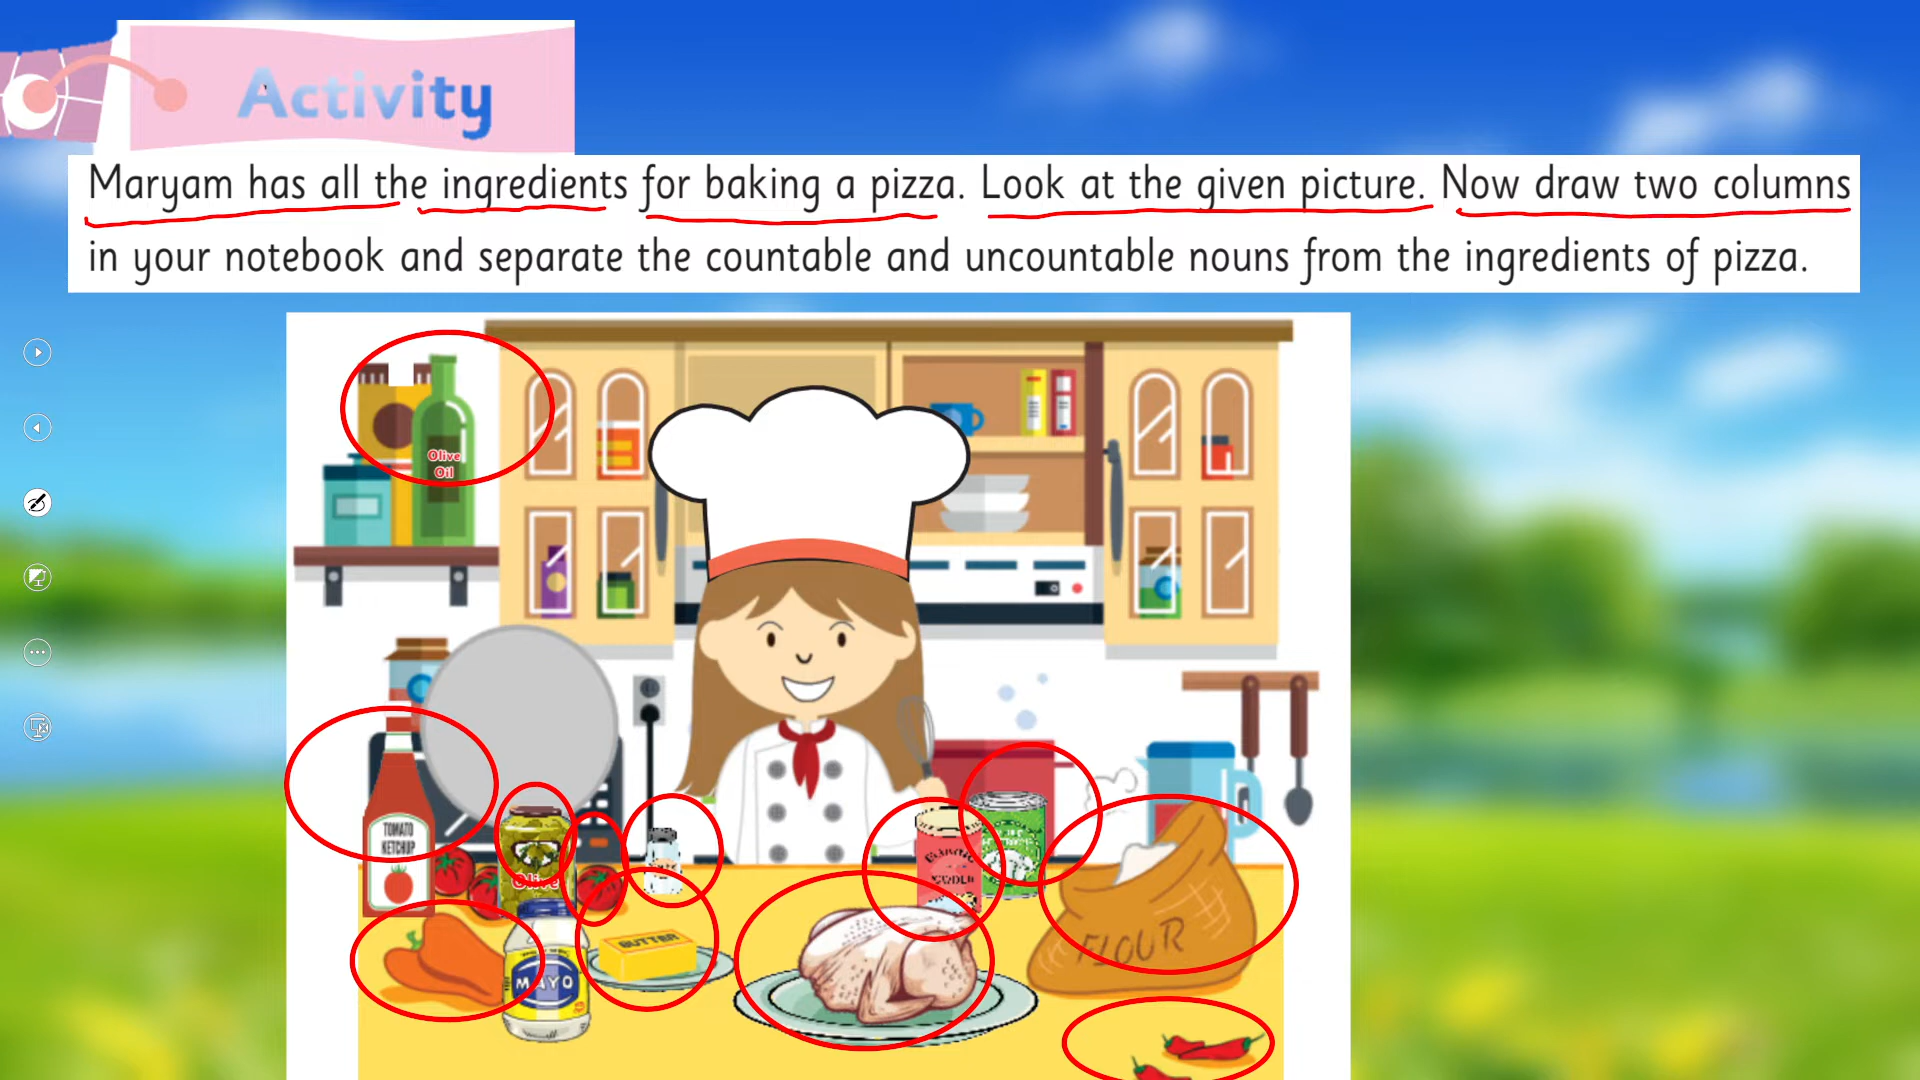 Activity
Maryam has all the ingredients for baking a pizza. Look at the given picture. Now draw two columns
in your notebook and separate the countable and uncountable nouns from the ingredients of pizza.
Olive
Oil
TOMATO
KETCHUP
Olive
BUTTER
MAYO
FLOUR